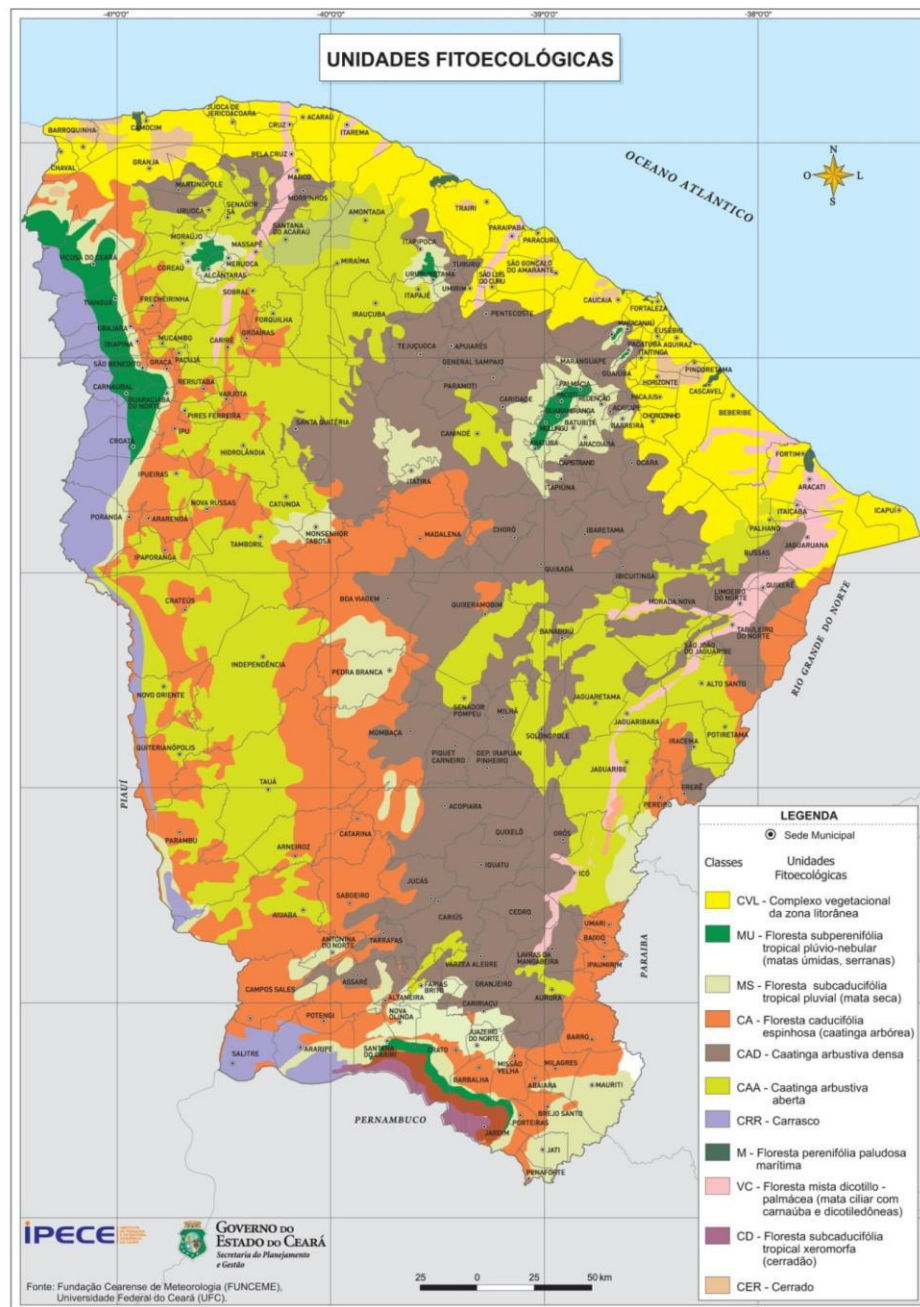 -41°0'0"
-40°0'0"
-39°0'0"
-38°0'0"
UNIDADES FITOECOLÓGICAS
OCEANO ATLÂNTICO
N
O
L
S
JIJOCA DE
JERICOACOARA
ACARAÚ
CRUZ
ITAREMA
BARROQUINHA
CAMOCIM
CHAVAL
GRANJA
BELA CRUZ
MARCO
MARTINÓPOLE
MORRINHOS
URUOCA
SENADOR
SÁ
AMONTADA
TRAIRI
SANTANA
DO ACARAÚ
MORAÚJO
MASSAPÊ
ITAPIPOCA
PARAIPABA
PARACURU
VIÇOSA DO CEARÁ
COREAÚ
MERUOCA
ALCÂNTARAS
MIRAÍMA
TURURU
URUBURETAMA
UMIRIM
SÃO LUÍS
DO CURU
SÃO GONÇALO
DO AMARANTE
TIANGUÁ
FRECHEIRINHA
SOBRAL
ITAPAJÉ
CAUCAIA
FORTALEZA
UBAJARA
FORQUILHA
IRAUÇUBA
PENTECOSTE
MARACANAÚ
EUSÉBIO
IBIAPINA
MUCAMBO
CARIRÉ
GROAÍRAS
TEJUÇUOCA
APUIARÉS
PACATUBA
AQUIRAZ
ITAITINGA
PACUJÁ
GENERAL SAMPAIO
MARANGUAPE
GUAIÚBA
SÃO BENEDITO
GRAÇA
PINDORETAMA
HORIZONTE
CASCAVEL
CARNAUBAL
GUARACIABA
DO NORTE
RERIUTABA
VARJOTA
PARAMOTI
CARIDADE
PALMÁCIA
PACOTI
REDENÇÃO
PACAJUS
GUARAMIRANGA
ACARAPE
CHOROZINHO
BEBERIBE
PIRES FERREIRA
MULUNGU
BATURITÉ
BARREIRA
CROATÁ
IPU
SANTA QUITÉRIA
CANINDÉ
ARATUBA
ARACOIABA
HIDROLÂNDIA
CAPISTRANO
OCARA
FORTIM
IPUEIRAS
ITATIRA
ITAPIÚNA
ARACATI
NOVA RUSSAS
CATUNDA
ITAIÇABA
ICAPUÍ
PORANGA
ARARENDÁ
MONSENHOR
TABOSA
MADALENA
CHORÓ
IBARETAMA
PALHANO
JAGUARUANA
TAMBORIL
IPAPORANGA
RUSSAS
QUIXADÁ
IBICUITINGA
QUIXERÉ
CRATEÚS
BOA VIAGEM
QUIXERAMOBIM
MORADA NOVA
LIMOEIRO
DO NORTE
TABULEIRO
DO NORTE
RIO GRANDE DO NORTE
BANABUIÚ
SÃO JOÃO
DO JAGUARIBE
INDEPENDÊNCIA
PEDRA BRANCA
ALTO SANTO
NOVO ORIENTE
SENADOR
POMPEU
MILHÃ
JAGUARETAMA
JAGUARIBARA
POTIRETAMA
QUITERIANÓPOLIS
MOMBAÇA
SOLONÓPOLE
IRACEMA
PIQUET
CARNEIRO
DEP. IRAPUAN
PINHEIRO
JAGUARIBE
PIAUÍ
TAUÁ
ERERÊ
PEREIRO
ACOPIARA
PARAMBU
CATARINA
QUIXELÔ
ORÓS
ARNEIROZ
IGUATU
ICÓ
JUCÁS
SABOEIRO
AIUABA
CARIÚS
CEDRO
UMARI
BAIXIO
PARAIBA
ANTONINA
DO NORTE
TARRAFAS
VÁRZEA ALEGRE
LAVRAS DA
MANGABEIRA
IPAUMIRIM
CAMPOS SALES
ASSARÉ
FARIAS
BRITO
GRANJEIRO
AURORA
ALTANEIRA
CARIRIAÇU
POTENGI
NOVA
OLINDA
JUAZEIRO
DO NORTE
BARRO
SALITRE
ARARIPE
SANTANA
DO CARIRI
CRATO
MISSÃO
VELHA
MILAGRES
BARBALHA
ABAIARA
MAURITI
PERNAMBUCO
BREJO SANTO
PORTEIRAS
JARDIM
JATI
PENAFORTE
LEGENDA
Sede Municipal
Classes
Unidades
Fitoecológicas
CVL - Complexo vegetacional
da zona litorânea
MU - Floresta subperenifólia
tropical plúvio-nebular
(matas úmidas, serranas)
MS - Floresta subcaducifólia
tropical pluvial (mata seca)
CA - Floresta caducifólia
espinhosa (caatinga arbórea)
CAD - Caatinga arbustiva densa
CAA - Caatinga arbustiva
aberta
CRR - Carrasco
M - Floresta perenifólia paludosa
marítima
VC - Floresta mista dicotillo -
palmácea (mata ciliar com
carnaúba e dicotiledôneas)
CD - Floresta subcaducifólia
tropical xeromorfa
(cerradão)
CER - Cerrado
IPECE
GOVERNO DO
ESTADO DO CEARÁ
Secretaria do Planejamento
e Gestão
Fonte: Fundação Cearense de Meteorologia (FUNCEME),
Universidade Federal do Ceará (UFC).
25 0 25 50 km